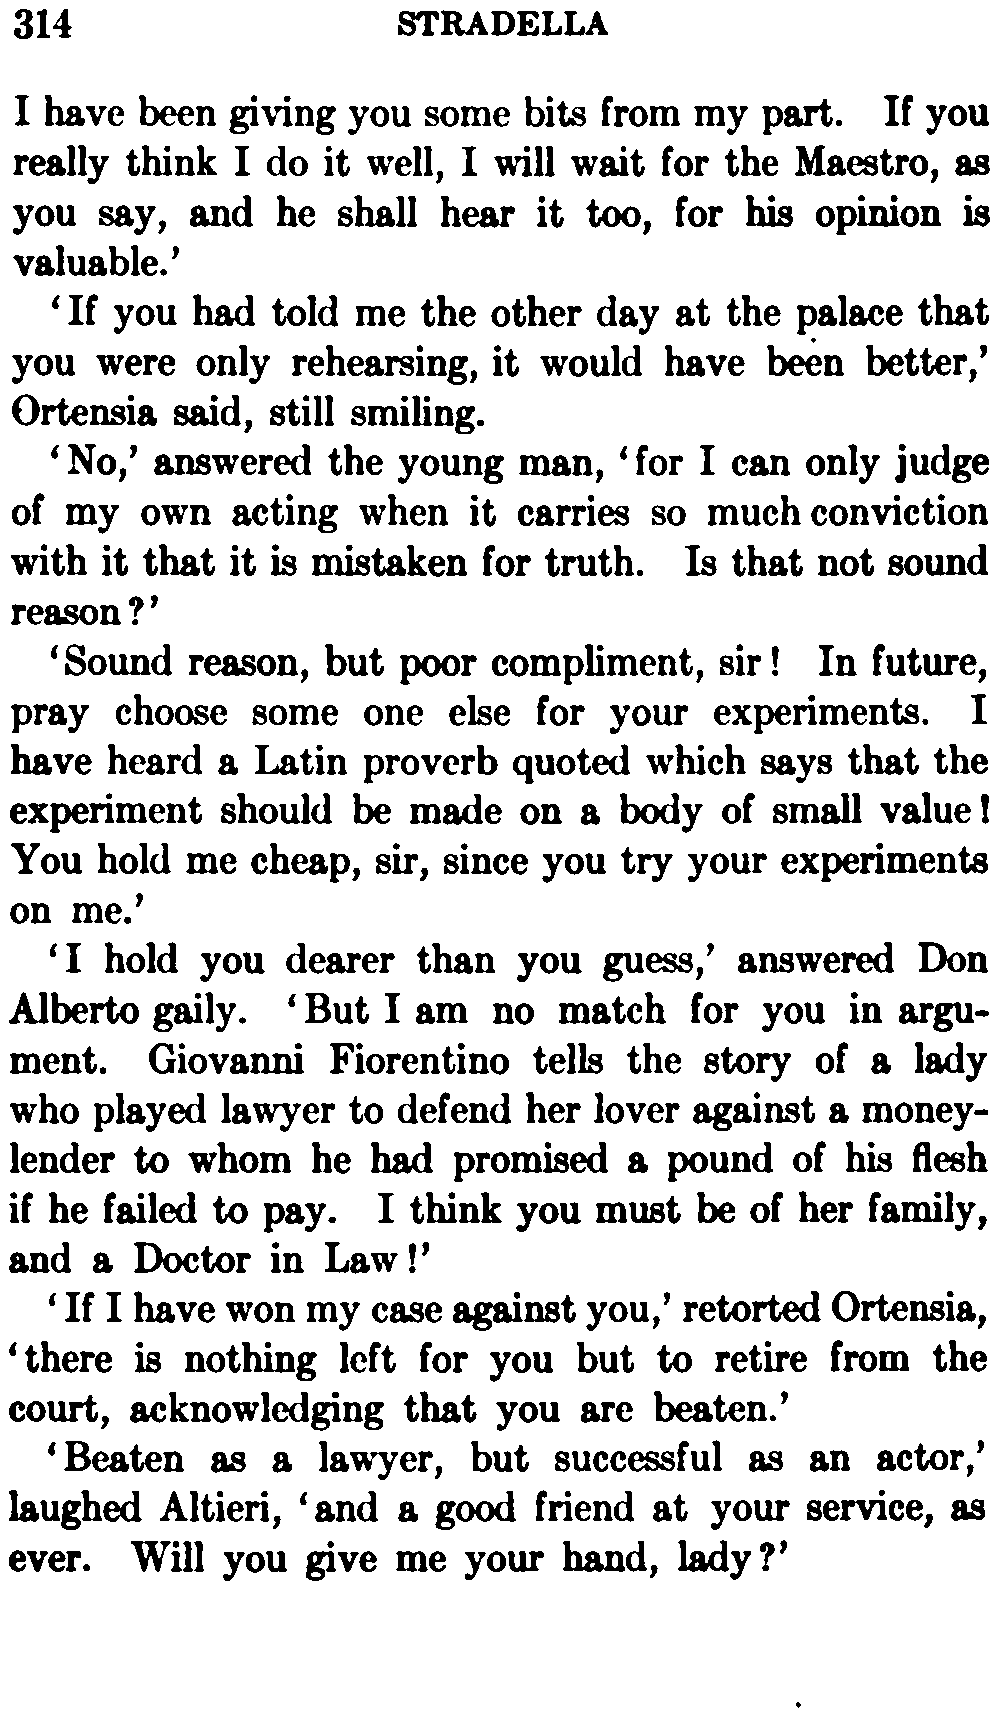 314 STRADELLA
I have been giving you some bits from my part. If you
really think I do it well, I will wait for the Maestro, as
you say, and he shall hear it too, for his opinion is
valuable.'
'If you had told me the other day at the palace that
you were only rehearsing, it would have been better,'
Ortensia said, still smiling.
'No,' answered the young man, 'for I can only judge
of my own acting when it carries so much conviction
with it that it is mistaken for truth. Is that not sound
reason?'
'Sound reason, but poor compliment, sir! In future,
pray choose some one else for your experiments. I
have heard a Latin proverb quoted which says that the
experiment should be made on a body of small value!
You hold me cheap, sir, since you try your experiments
on me.'
'I hold you dearer than you guess,' answered Don
Alberto gaily. 'But I am no match for you in argu-
ment. Giovanni Fiorentino tells the story of a lady
who played lawyer to defend her lover against a money-
lender to whom he had promised a pound of his flesh
if he failed to pay. I think you must be of her family,
and a Doctor in Law!'
'If I have won my case against you,' retorted Ortensia,
'there is nothing left for you but to retire from the
court, acknowledging that you are beaten.'
'Beaten as a lawyer, but successful as an actor,'
laughed Altieri, 'and a good friend at your service, as
ever. Will you give me your hand, lady?'